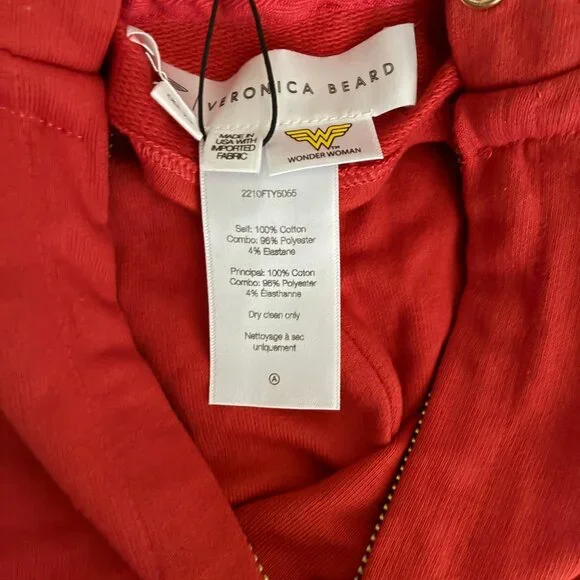 VERONICA BEARD
MADE IN
USA WITH
IMPORTED
FABRIC
WONDER WOMAN
2210FTY5055
Self: 100% Cotton
Combo: 96% Polyester
4% Elastane
Principal: 100% Coton
Combo: 96% Polyester
4% Élasthanne
Dry clean only
Nettoyage à sec
uniquement
A